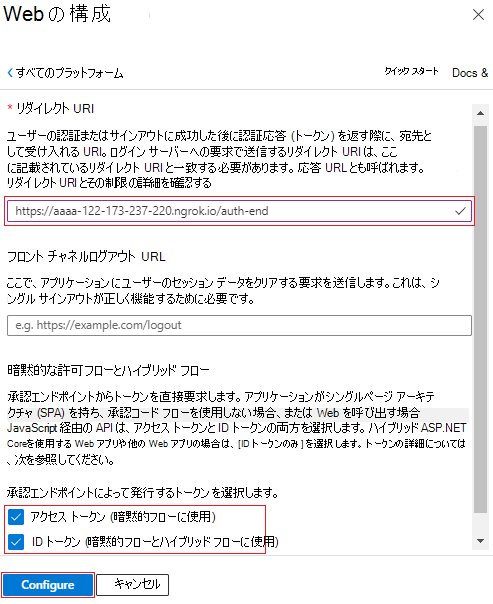 Webの構成
すべてのプラットフォーム
クイック スタート Docs &
* リダイレクト URI
ユーザーの認証またはサインアウトに成功した後に認証応答 (トークン) を返す際に、宛先と
して受け入れる URI。ログイン サーバーへの要求で送信するリダイレクト URI は、ここ
に記載されているリダイレクト URI と一致する必要があります。応答 URL とも呼ばれます。
リダイレクト URI とその制限の詳細を確認する
https://aaaa-122-173-237-220.ngrok.io/auth-end
フロント チャネルログアウト URL
ここで、アプリケーションにユーザーのセッション データをクリアする要求を送信します。これは、シ
ングル サインアウトが正しく機能するために必要です。
e.g. https://example.com/logout
暗黙的な許可フローとハイブリッド フロー
承認エンドポイントからトークンを直接要求します。アプリケーションがシングルページ アーキテ
クチャ (SPA) を持ち、承認コード フローを使用しない場合、または Web を呼び出す場合
JavaScript 経由の API は、アクセス トークンと ID トークンの両方を選択します。ハイブリッド ASP.NET
Coreを使用する Web アプリや他の Web アプリの場合は、[ID トークンのみ] を選択します。トークンの詳細については
、次を参照してください。
承認エンドポイントによって発行するトークンを選択します。
アクセス トークン (暗黙的フローに使用)
ID トークン (暗黙的フローとハイブリッド フローに使用)
Configure キャンセル